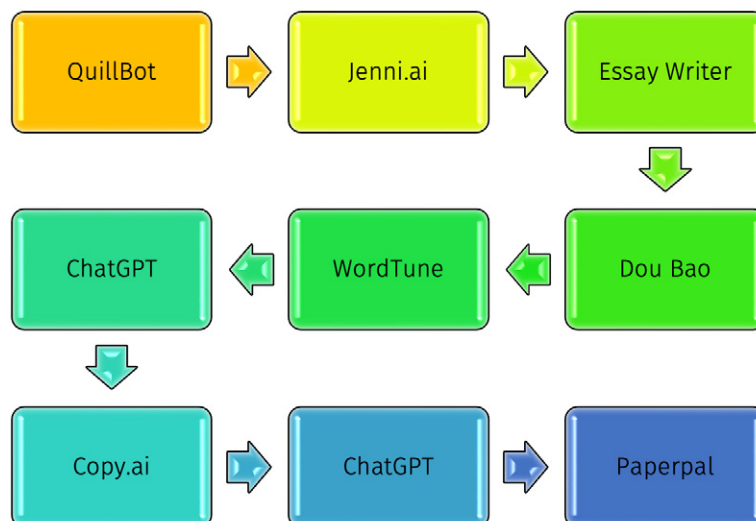 QuillBot
Jenni.ai
Essay Writer
Dou Bao
WordTune
ChatGPT
Copy.ai
ChatGPT
Paperpal